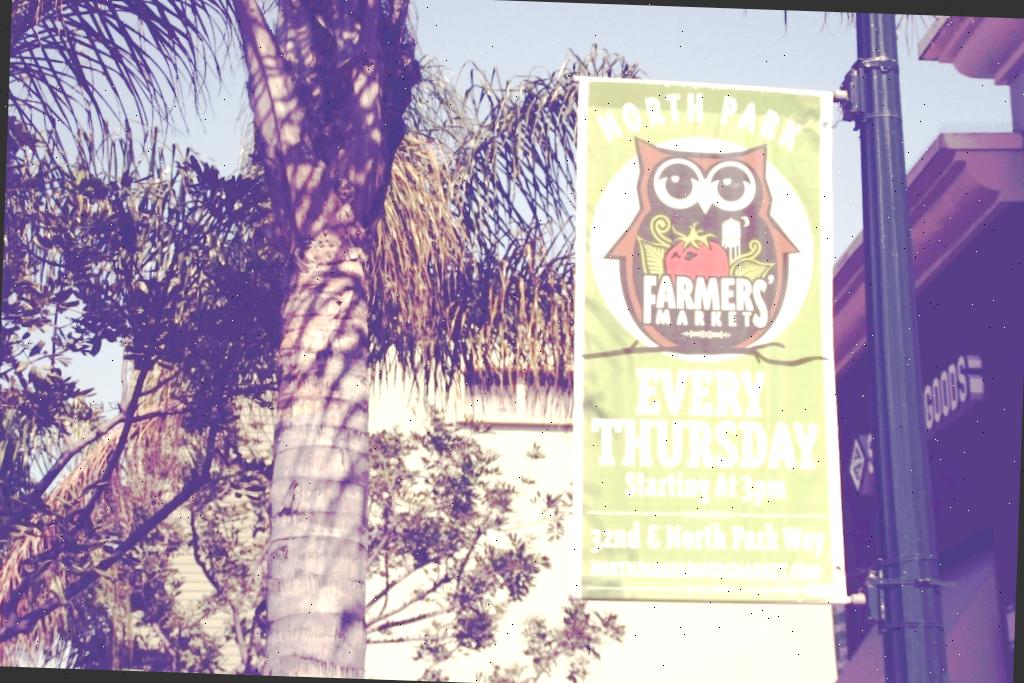 NORTH PARK
FARMERS'
MARKET
EVERY
THURSDAY
Starting At 3pm
32nd & North Park Way
GOODS